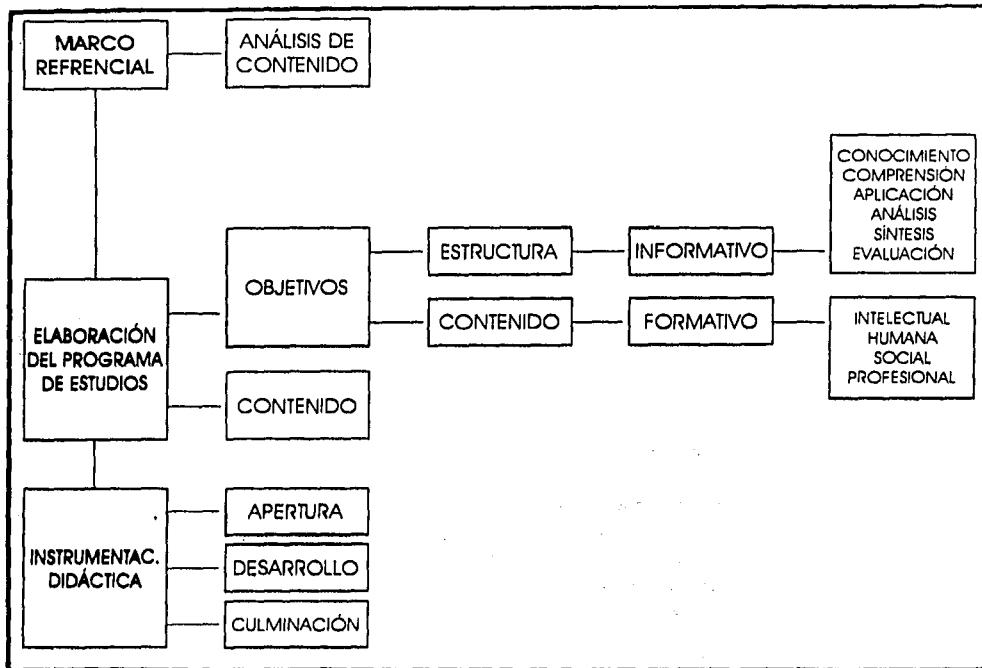 MARCO
REFRENCIAL
ANÁLISIS DE
CONTENIDO
CONOCIMIENTO
COMPRENSIÓN
APLICACIÓN
ANÁLISIS
SÍNTESIS
EVALUACIÓN
ESTRUCTURA
INFORMATIVO
OBJETIVOS
CONTENIDO
FORMATIVO
INTELECTUAL
HUMANA
SOCIAL
PROFESIONAL
ELABORACIÓN
DEL PROGRAMA
DE ESTUDIOS
CONTENIDO
INSTRUMENTAC.
DIDÁCTICA
APERTURA
DESARROLLO
CULMINACIÓN